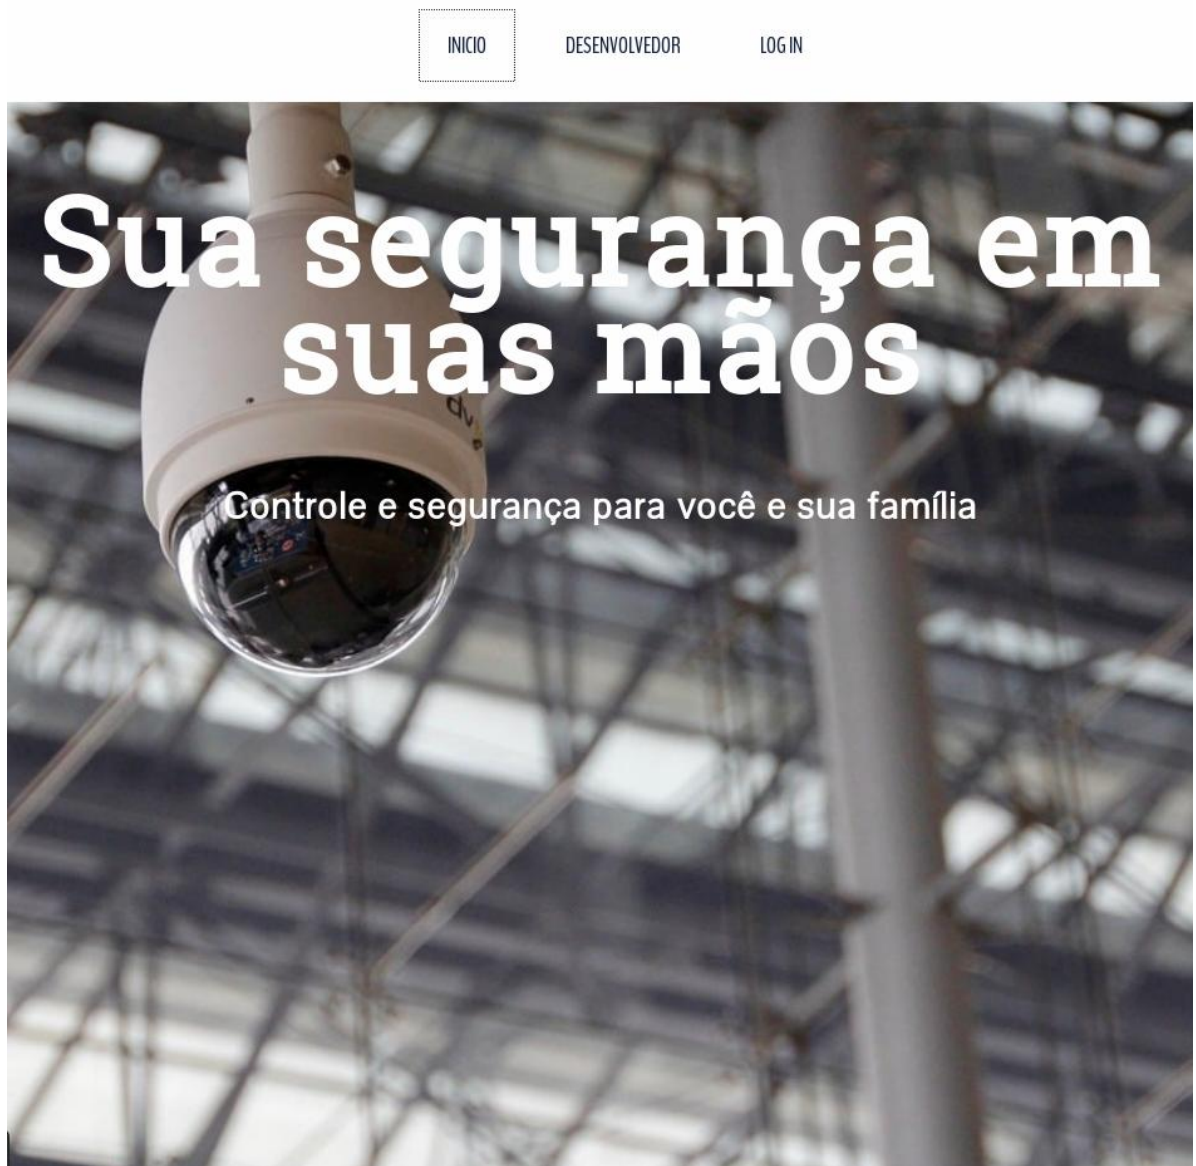 INICIO DESENVOLVEDOR LOG IN
Sua segurança em
suas mãos
Controle e segurança para você e sua família